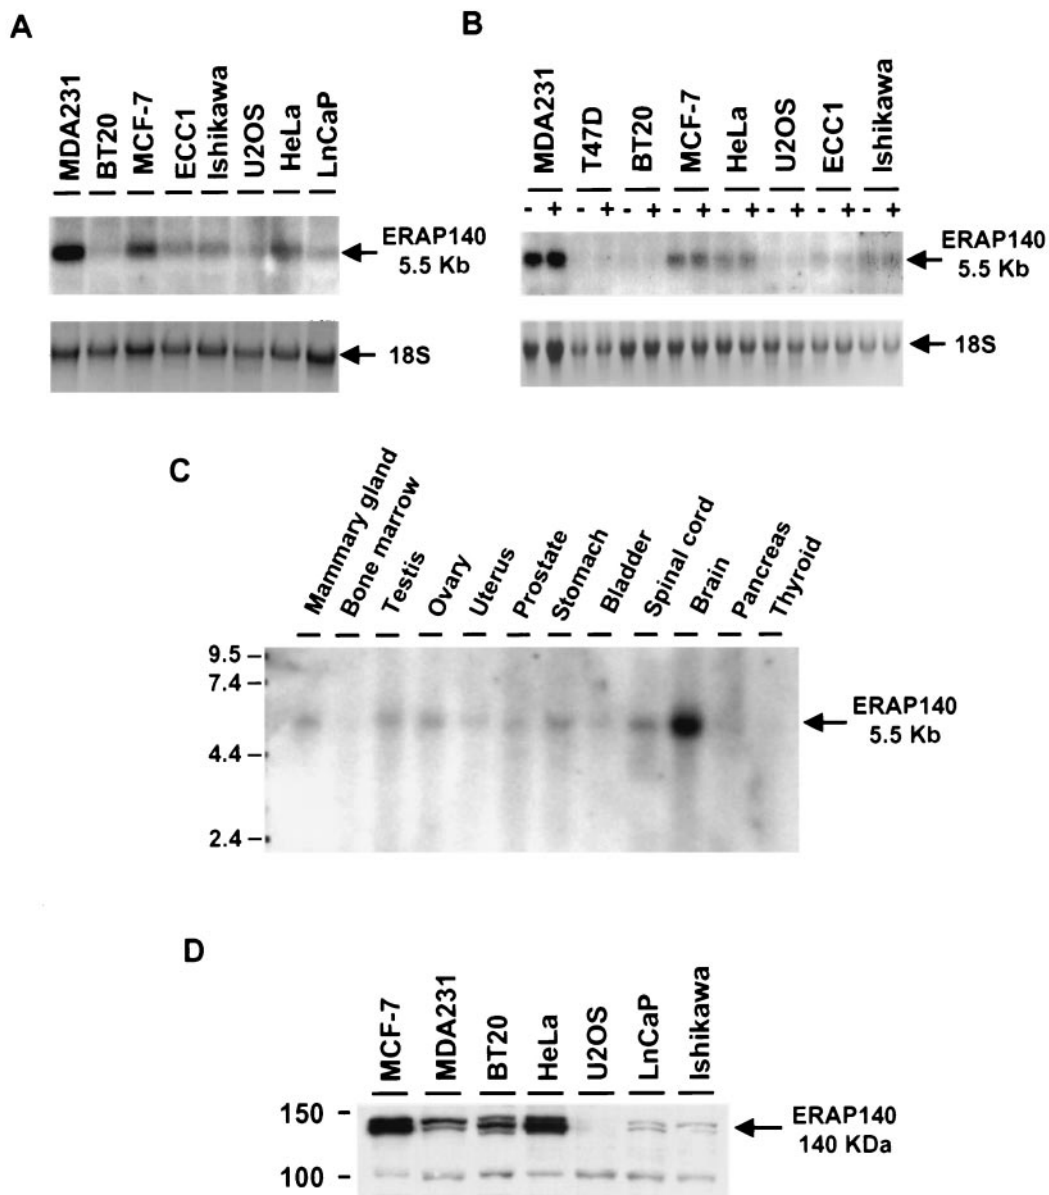 A
MDA231
BT20
MCF-7
ECC1
Ishikawa
U2OS
HeLa
LnCaP
ERAP140
5.5 Kb
18S
B
MDA231
T47D
BT20
MCF-7
HeLa
U2OS
ECC1
Ishikawa
- + - + - + - + - + - + - + - +
ERAP140
5.5 Kb
18S
C
Mammary gland
Bone marrow
Testis
Ovary
Uterus
Prostate
Stomach
Bladder
Spinal cord
Brain
Pancreas
Thyroid
9.5 –
7.4 –
4.4 –
2.4 –
ERAP140
5.5 Kb
D
MCF-7
MDA231
BT20
HeLa
U2OS
LnCaP
Ishikawa
150 -
100 -
ERAP140
140 KDa